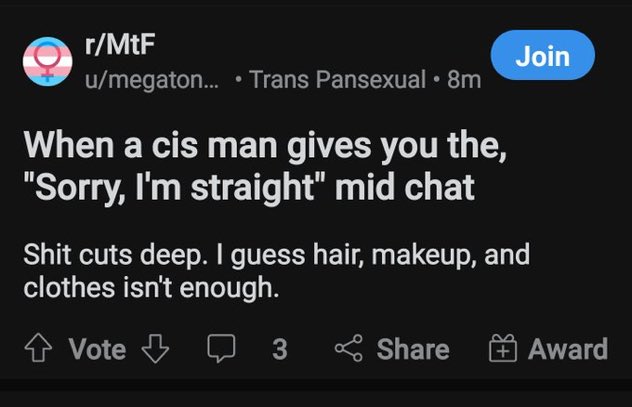 r/MtF
u/megaton... • Trans Pansexual • 8m
Join
When a cis man gives you the,
"Sorry, I'm straight" mid chat
Shit cuts deep. I guess hair, makeup, and
clothes isn't enough.
Vote 3 Share Award